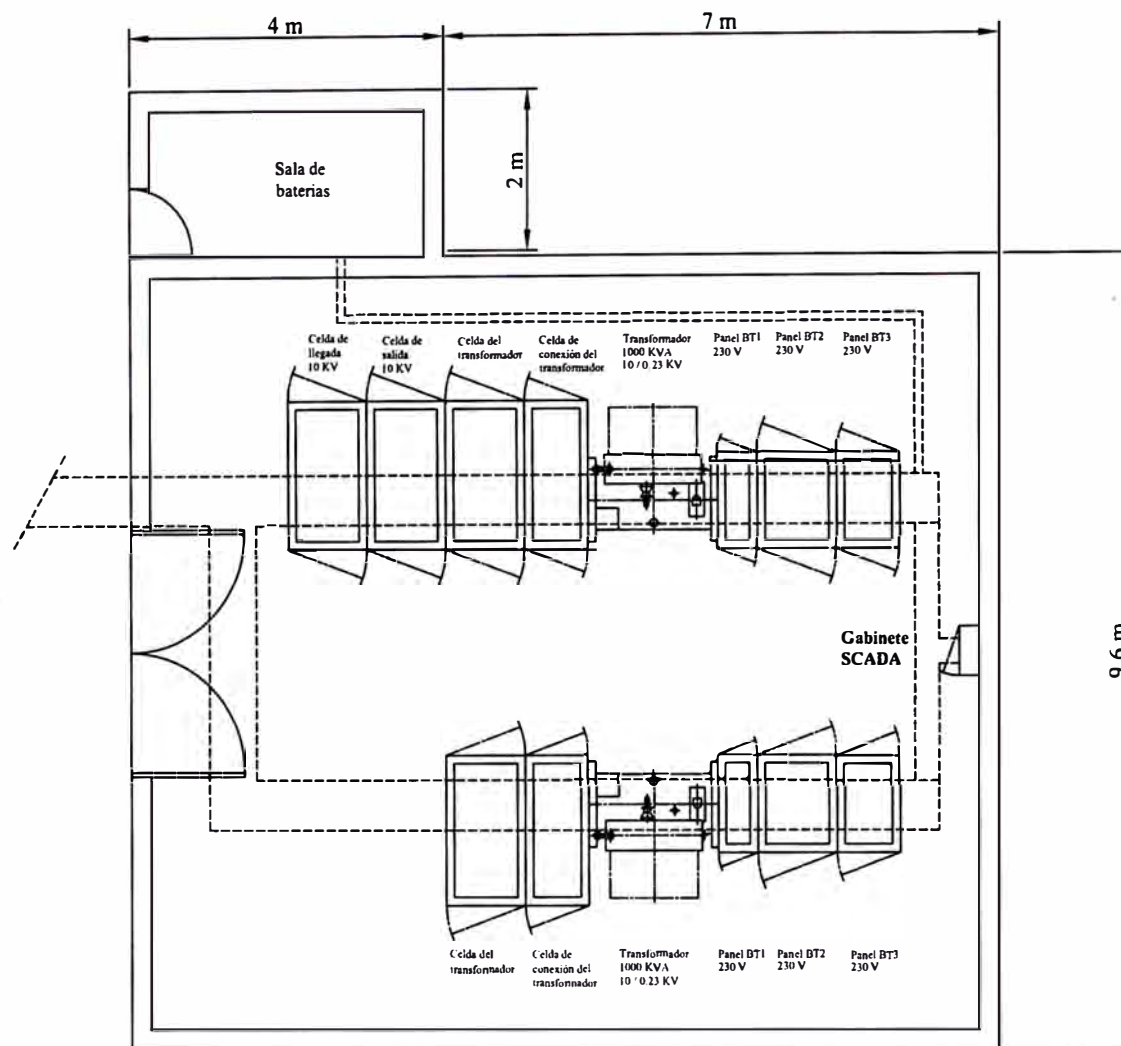 4 m
7 m
2 m
Sala de
baterias
Celda de
llegada
10 KV
Celda de
salida
10 KV
Celda del
transformador
Celda de
conexión del
transformador
Transformador
1000 KVA
10 / 0.23 KV
Panel BT1
230 V
Panel BT2
230 V
Panel BT3
230 V
Gabinete
SCADA
9.6 m
Celda del
transformador
Celda de
conexión del
transformador
Transformador
1000 KVA
10 / 0.23 KV
Panel BT1
230 V
Panel BT2
230 V
Panel BT3
230 V